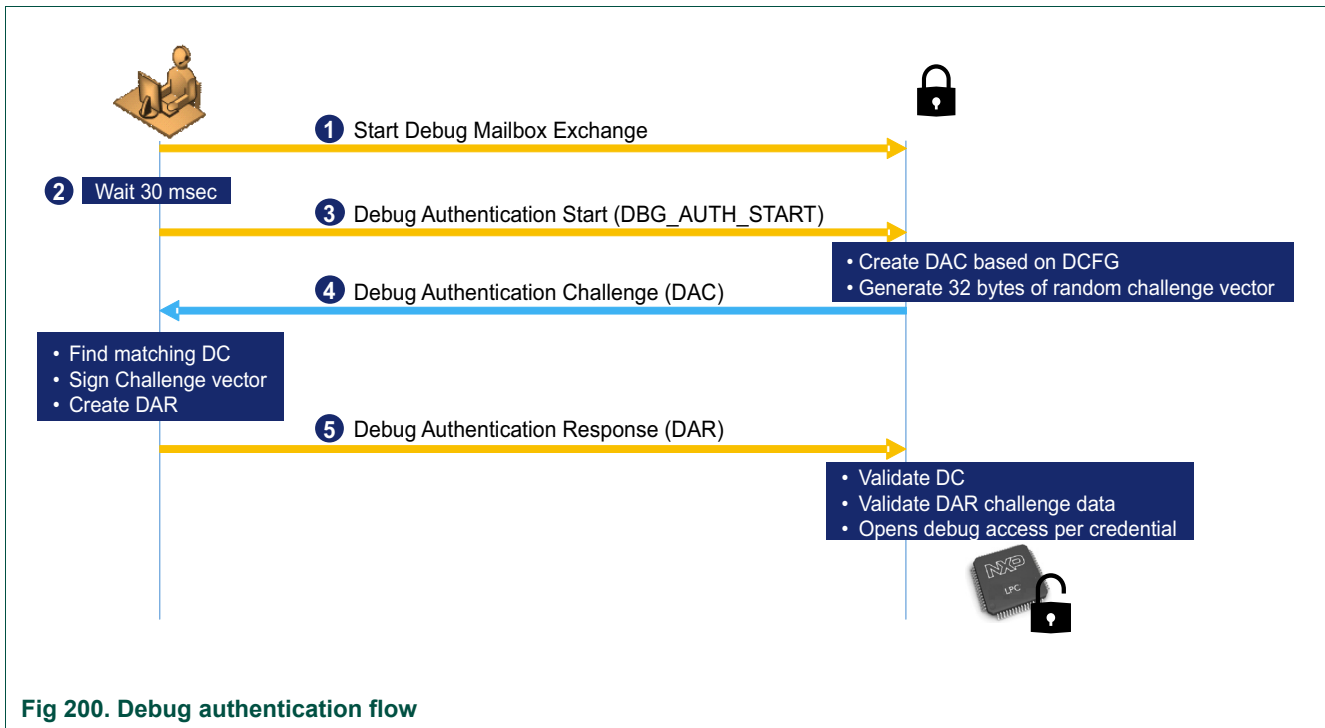 1 Start Debug Mailbox Exchange
2 Wait 30 msec
3 Debug Authentication Start (DBG_AUTH_START)
• Create DAC based on DCFG
• Generate 32 bytes of random challenge vector
4 Debug Authentication Challenge (DAC)
• Find matching DC
• Sign Challenge vector
• Create DAR
5 Debug Authentication Response (DAR)
• Validate DC
• Validate DAR challenge data
• Opens debug access per credential
NXP
LPC
Fig 200. Debug authentication flow